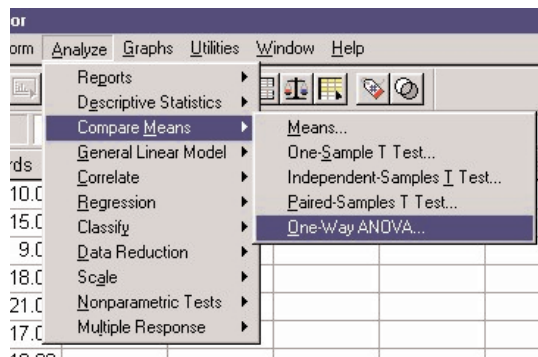 or
orm Analyze Graphs Utilities Window Help
Reports
Descriptive Statistics
Compare Means
General Linear Model
Correlate
Regression
Classify
Data Reduction
Scale
Nonparametric Tests
Multiple Response
Means...
One-Sample T Test...
Independent-Samples T Test...
Paired-Samples T Test...
One-Way ANOVA...
rds
10.0
15.0
9.0
18.0
21.0
17.0